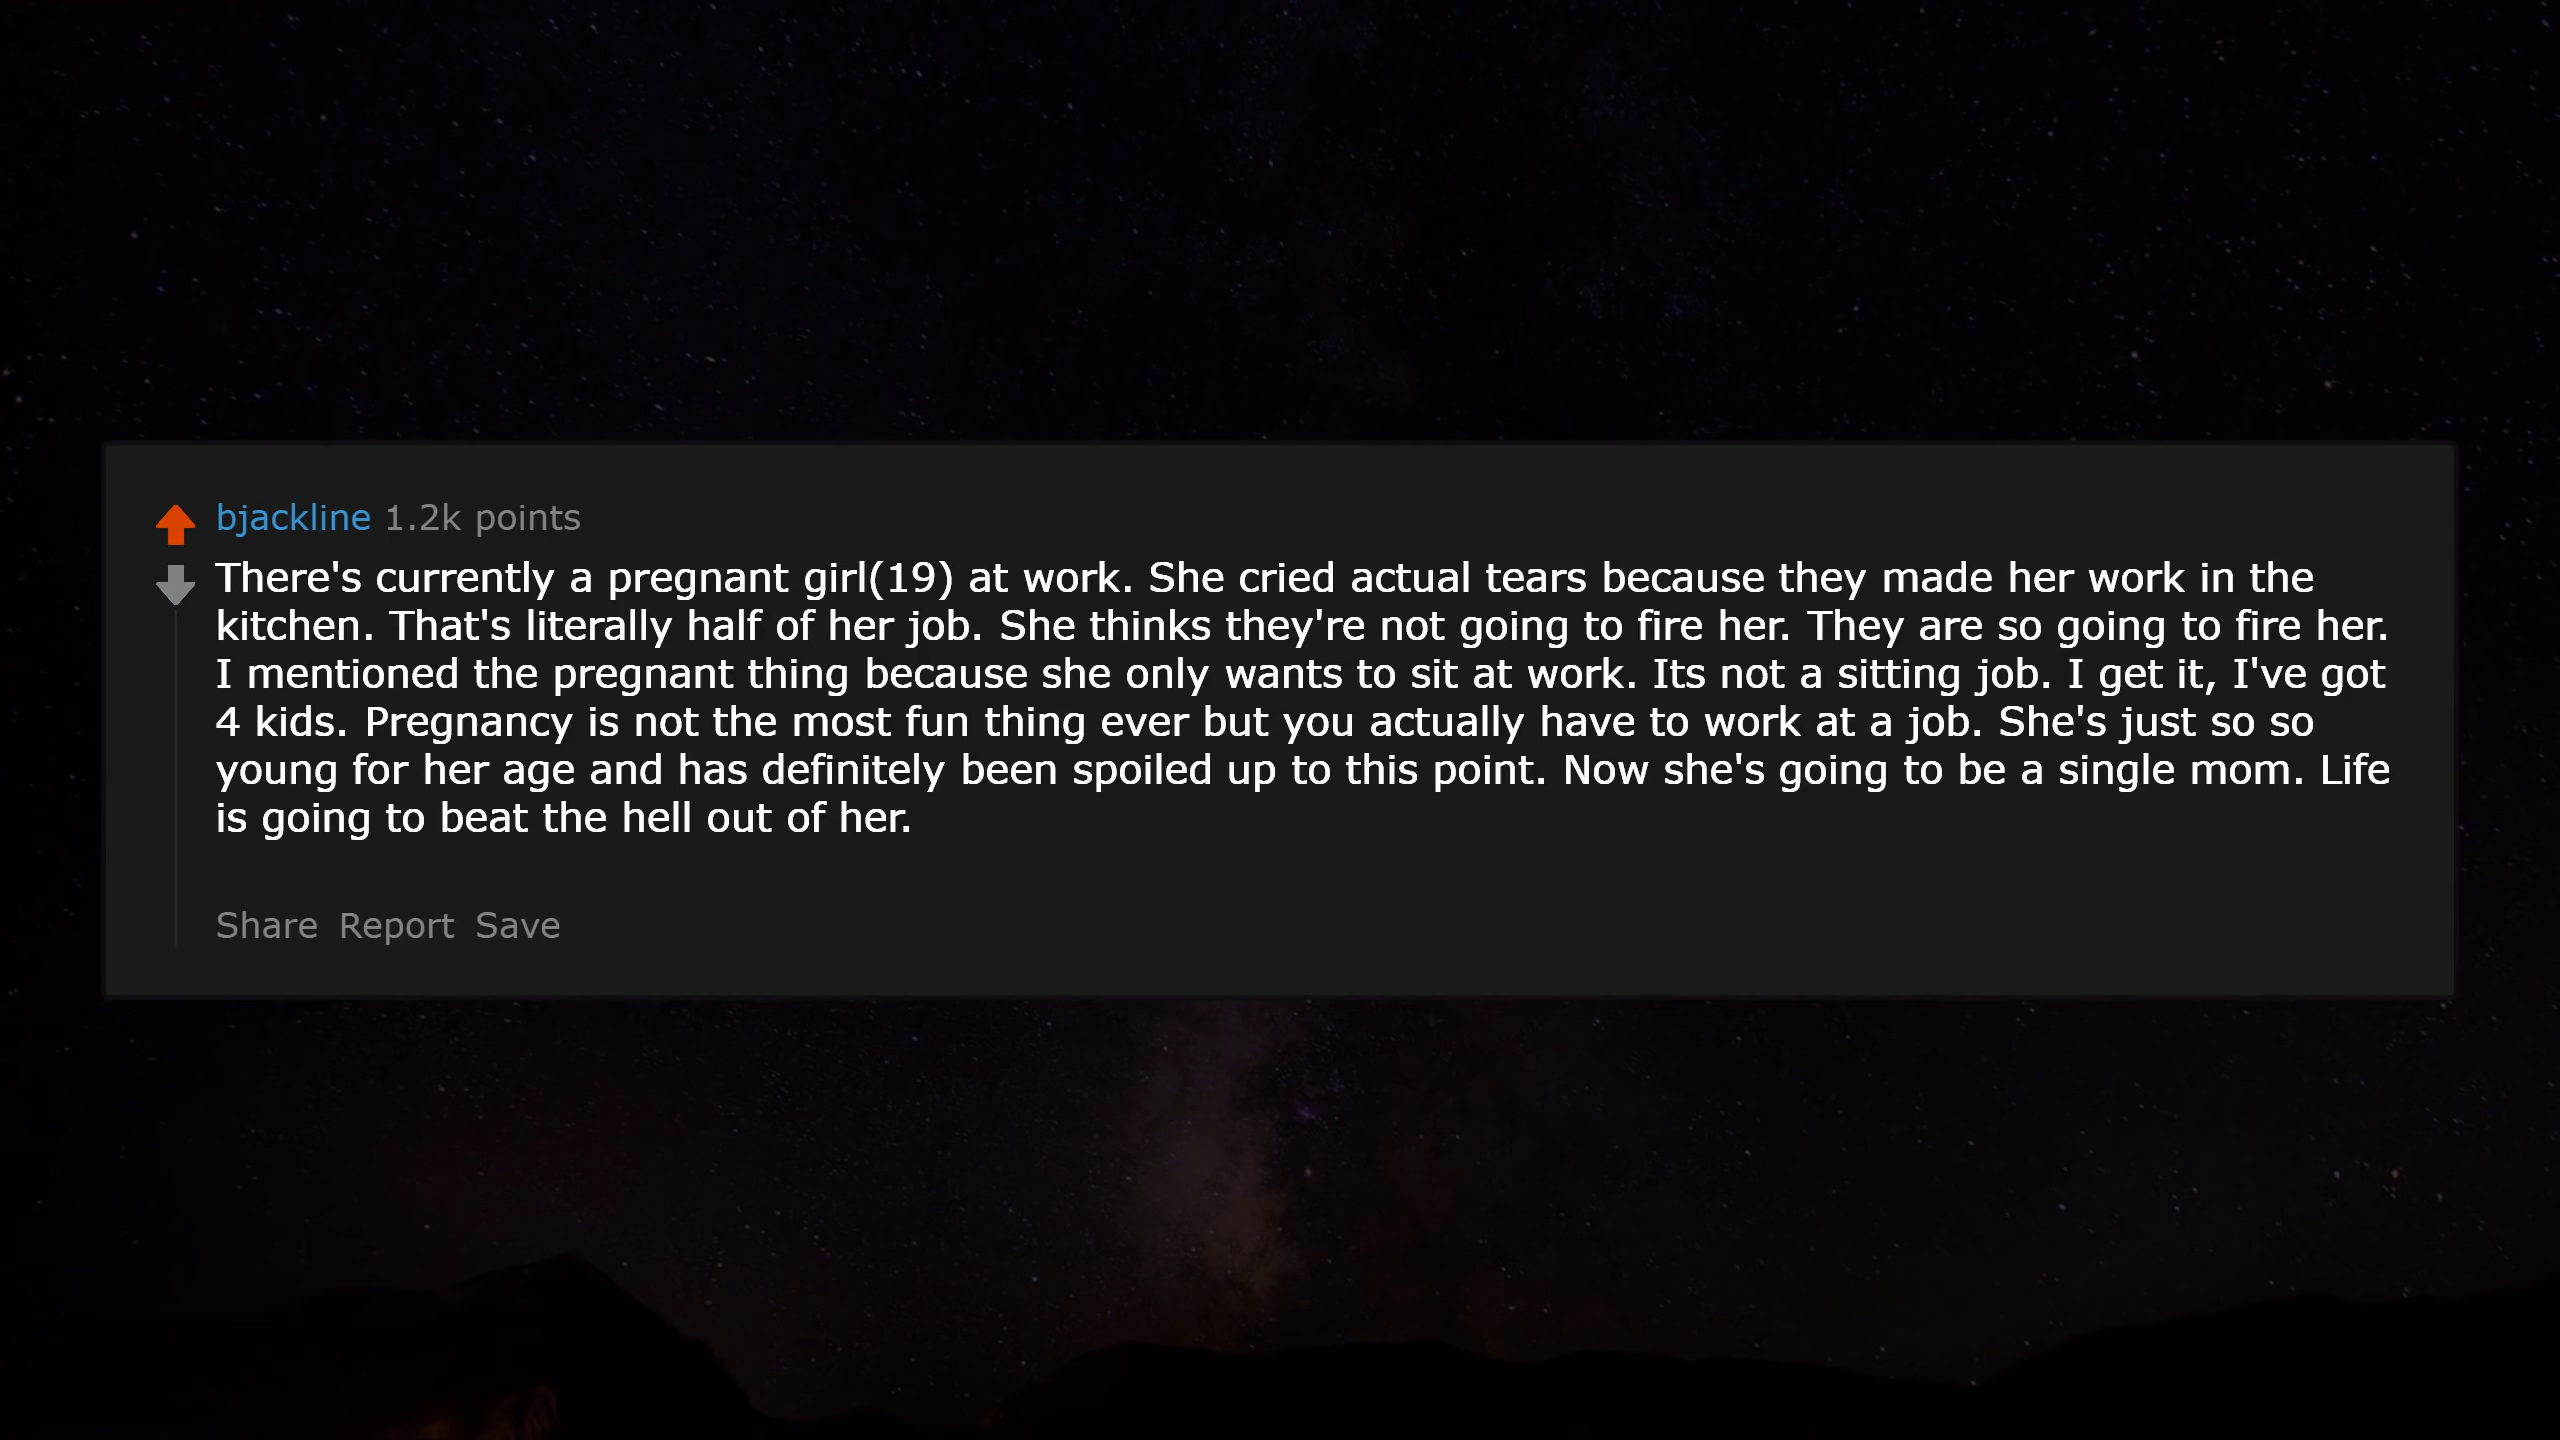 bjackline 1.2k points
There's currently a pregnant girl(19) at work. She cried actual tears because they made her work in the
kitchen. That's literally half of her job. She thinks they're not going to fire her. They are so going to fire her.
I mentioned the pregnant thing because she only wants to sit at work. Its not a sitting job. I get it, I've got
4 kids. Pregnancy is not the most fun thing ever but you actually have to work at a job. She's just so so
young for her age and has definitely been spoiled up to this point. Now she's going to be a single mom. Life
is going to beat the hell out of her.
Share Report Save